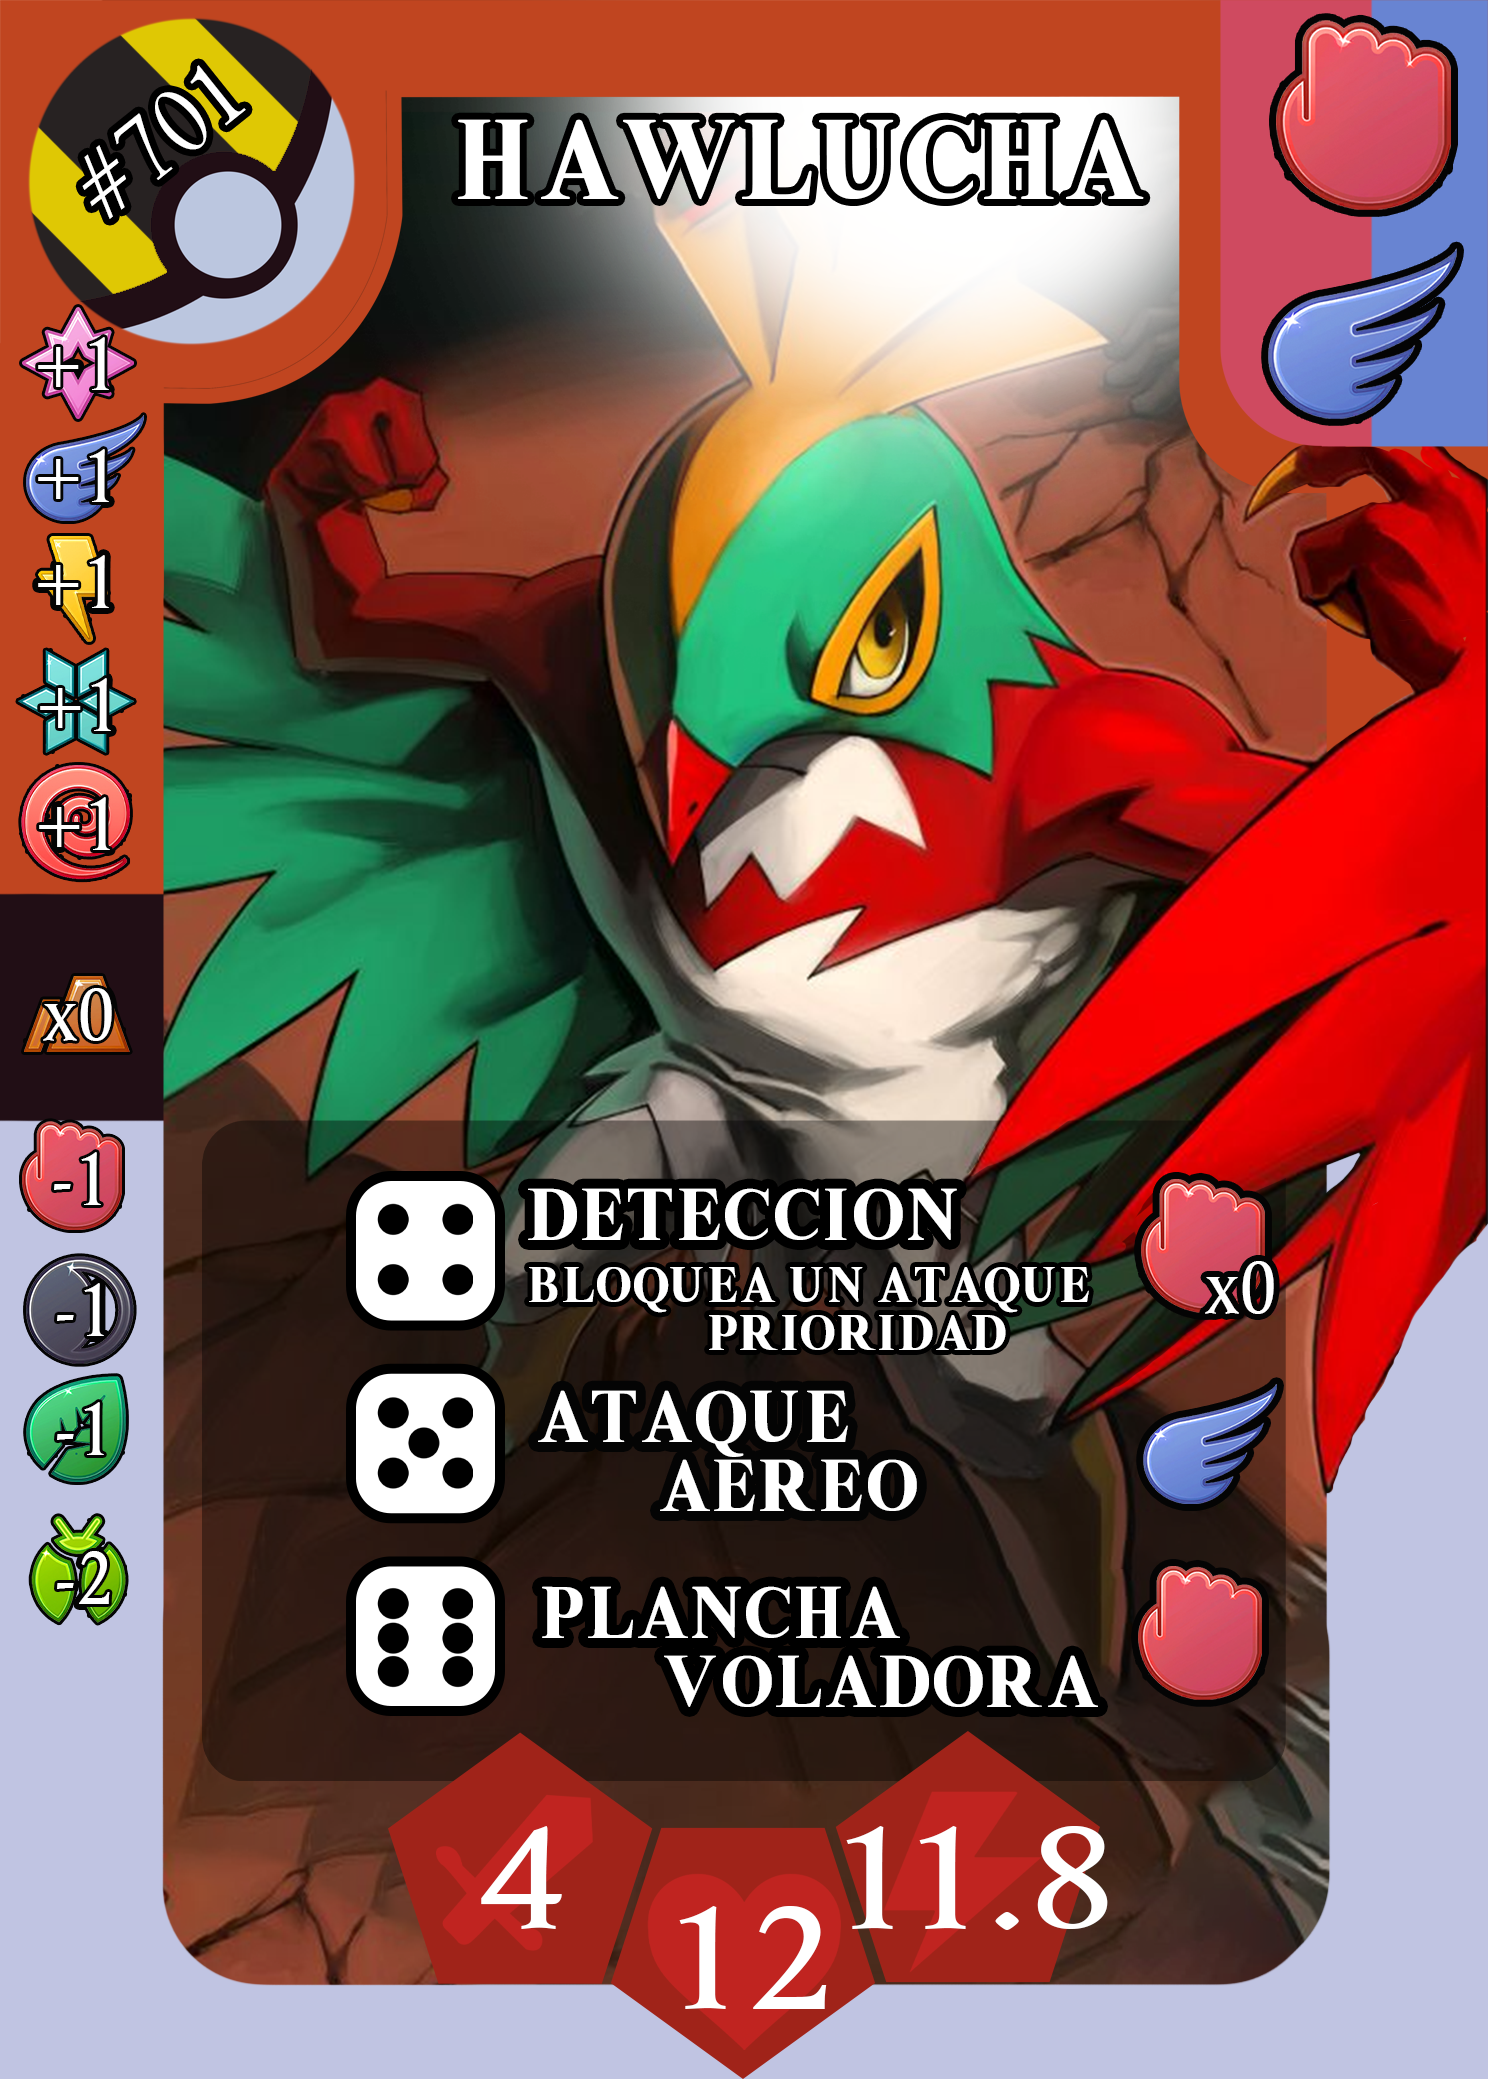 #701
HAWLUCHA
+1
+1
+1
+1
+1
x0
-1
-1
-1
-2
DETECCION
BLOQUEA UN ATAQUE
PRIORIDAD
x0
ATAQUE
AEREO
PLANCHA
VOLADORA
4
12
11.8